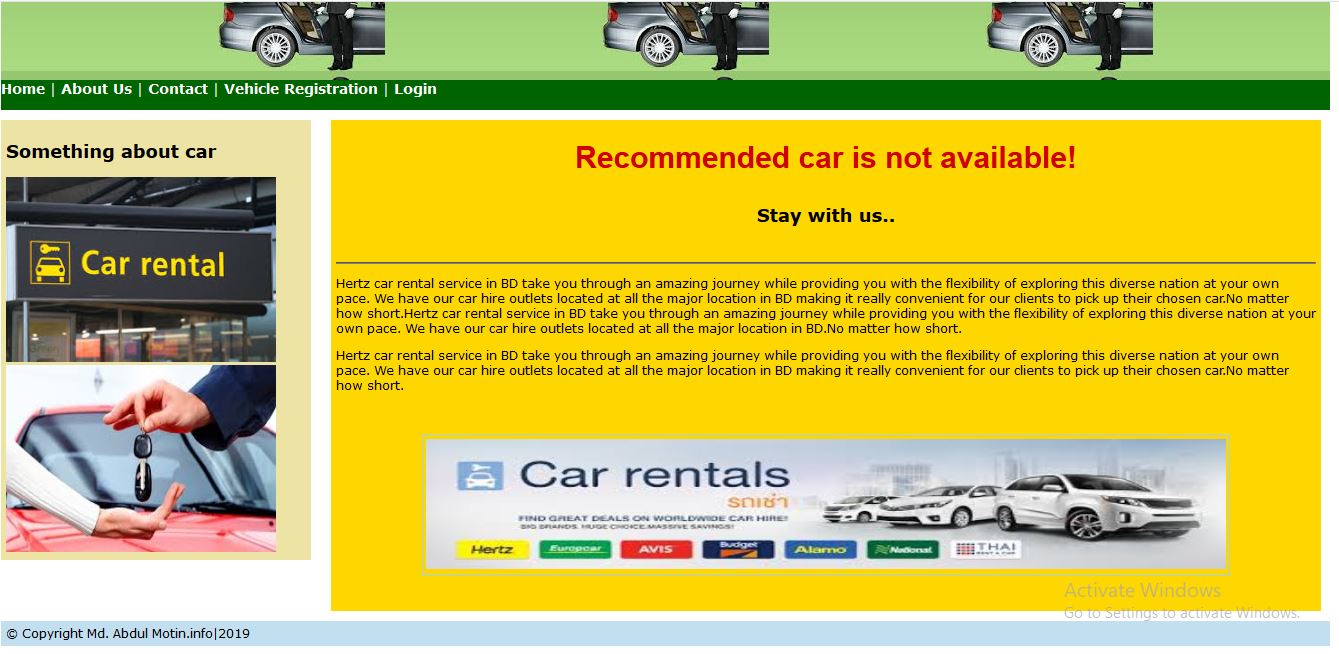 Home | About Us | Contact | Vehicle Registration | Login
Something about car
Car rental
Recommended car is not available!
Stay with us..
Hertz car rental service in BD take you through an amazing journey while providing you with the flexibility of exploring this diverse nation at your own
pace. We have our car hire outlets located at all the major location in BD making it really convenient for our clients to pick up their chosen car.No matter
how short.Hertz car rental service in BD take you through an amazing journey while providing you with the flexibility of exploring this diverse nation at your
own pace. We have our car hire outlets located at all the major location in BD.No matter how short.
Hertz car rental service in BD take you through an amazing journey while providing you with the flexibility of exploring this diverse nation at your own
pace. We have our car hire outlets located at all the major location in BD making it really convenient for our clients to pick up their chosen car.No matter
how short.
Car rentals
รถเช่า
FIND GREAT DEALS ON WORLDWIDE CAR HIRE!
BIG BRANDS. HUGE CHOICE.MASSIVE SAVINGS!
Hertz Europcar AVIS Budget Alamo National THAI
RENT A CAR
Activate Windows
Go to Settings to activate Windows.
© Copyright Md. Abdul Motin.info|2019